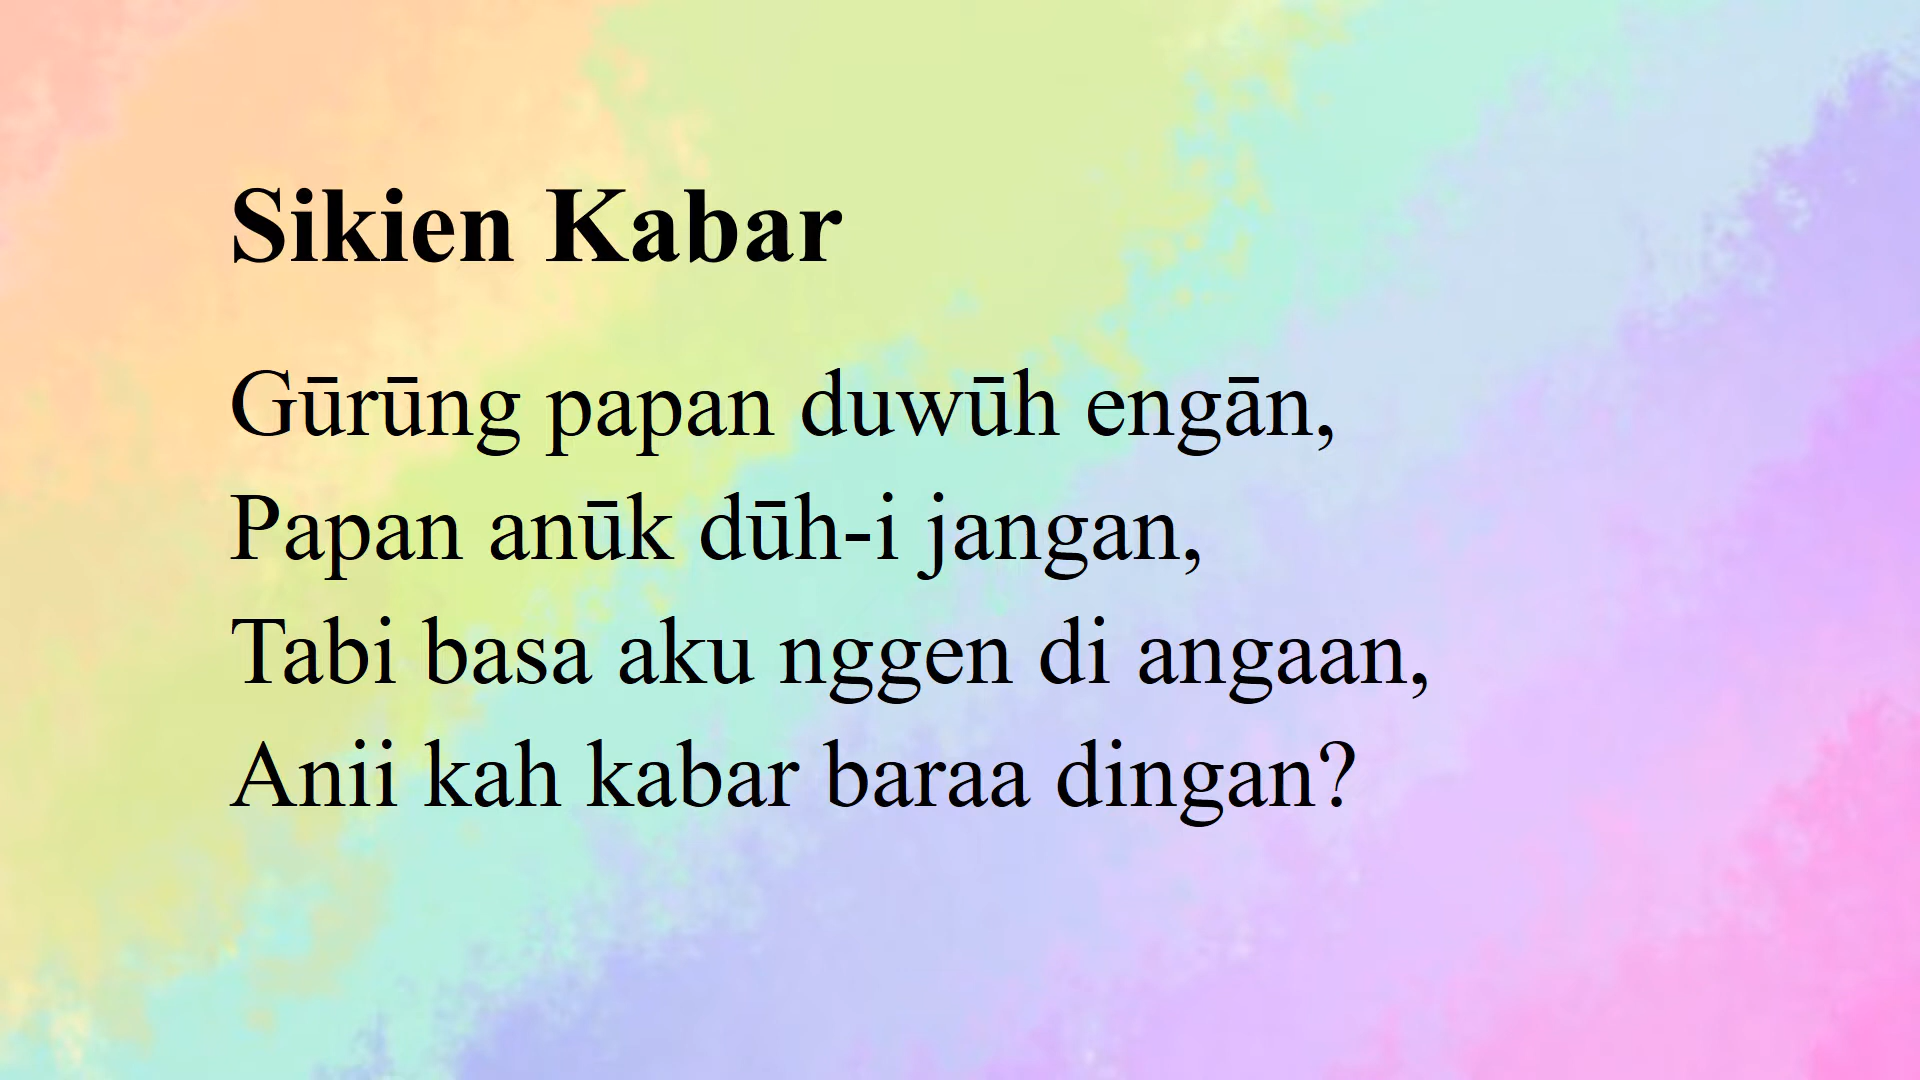 Sikien Kabar
Gūrūng papan duwūh engān,
Papan anūk dūh-i jangan,
Tabi basa aku nggen di angaan,
Anii kah kabar baraa dingan?